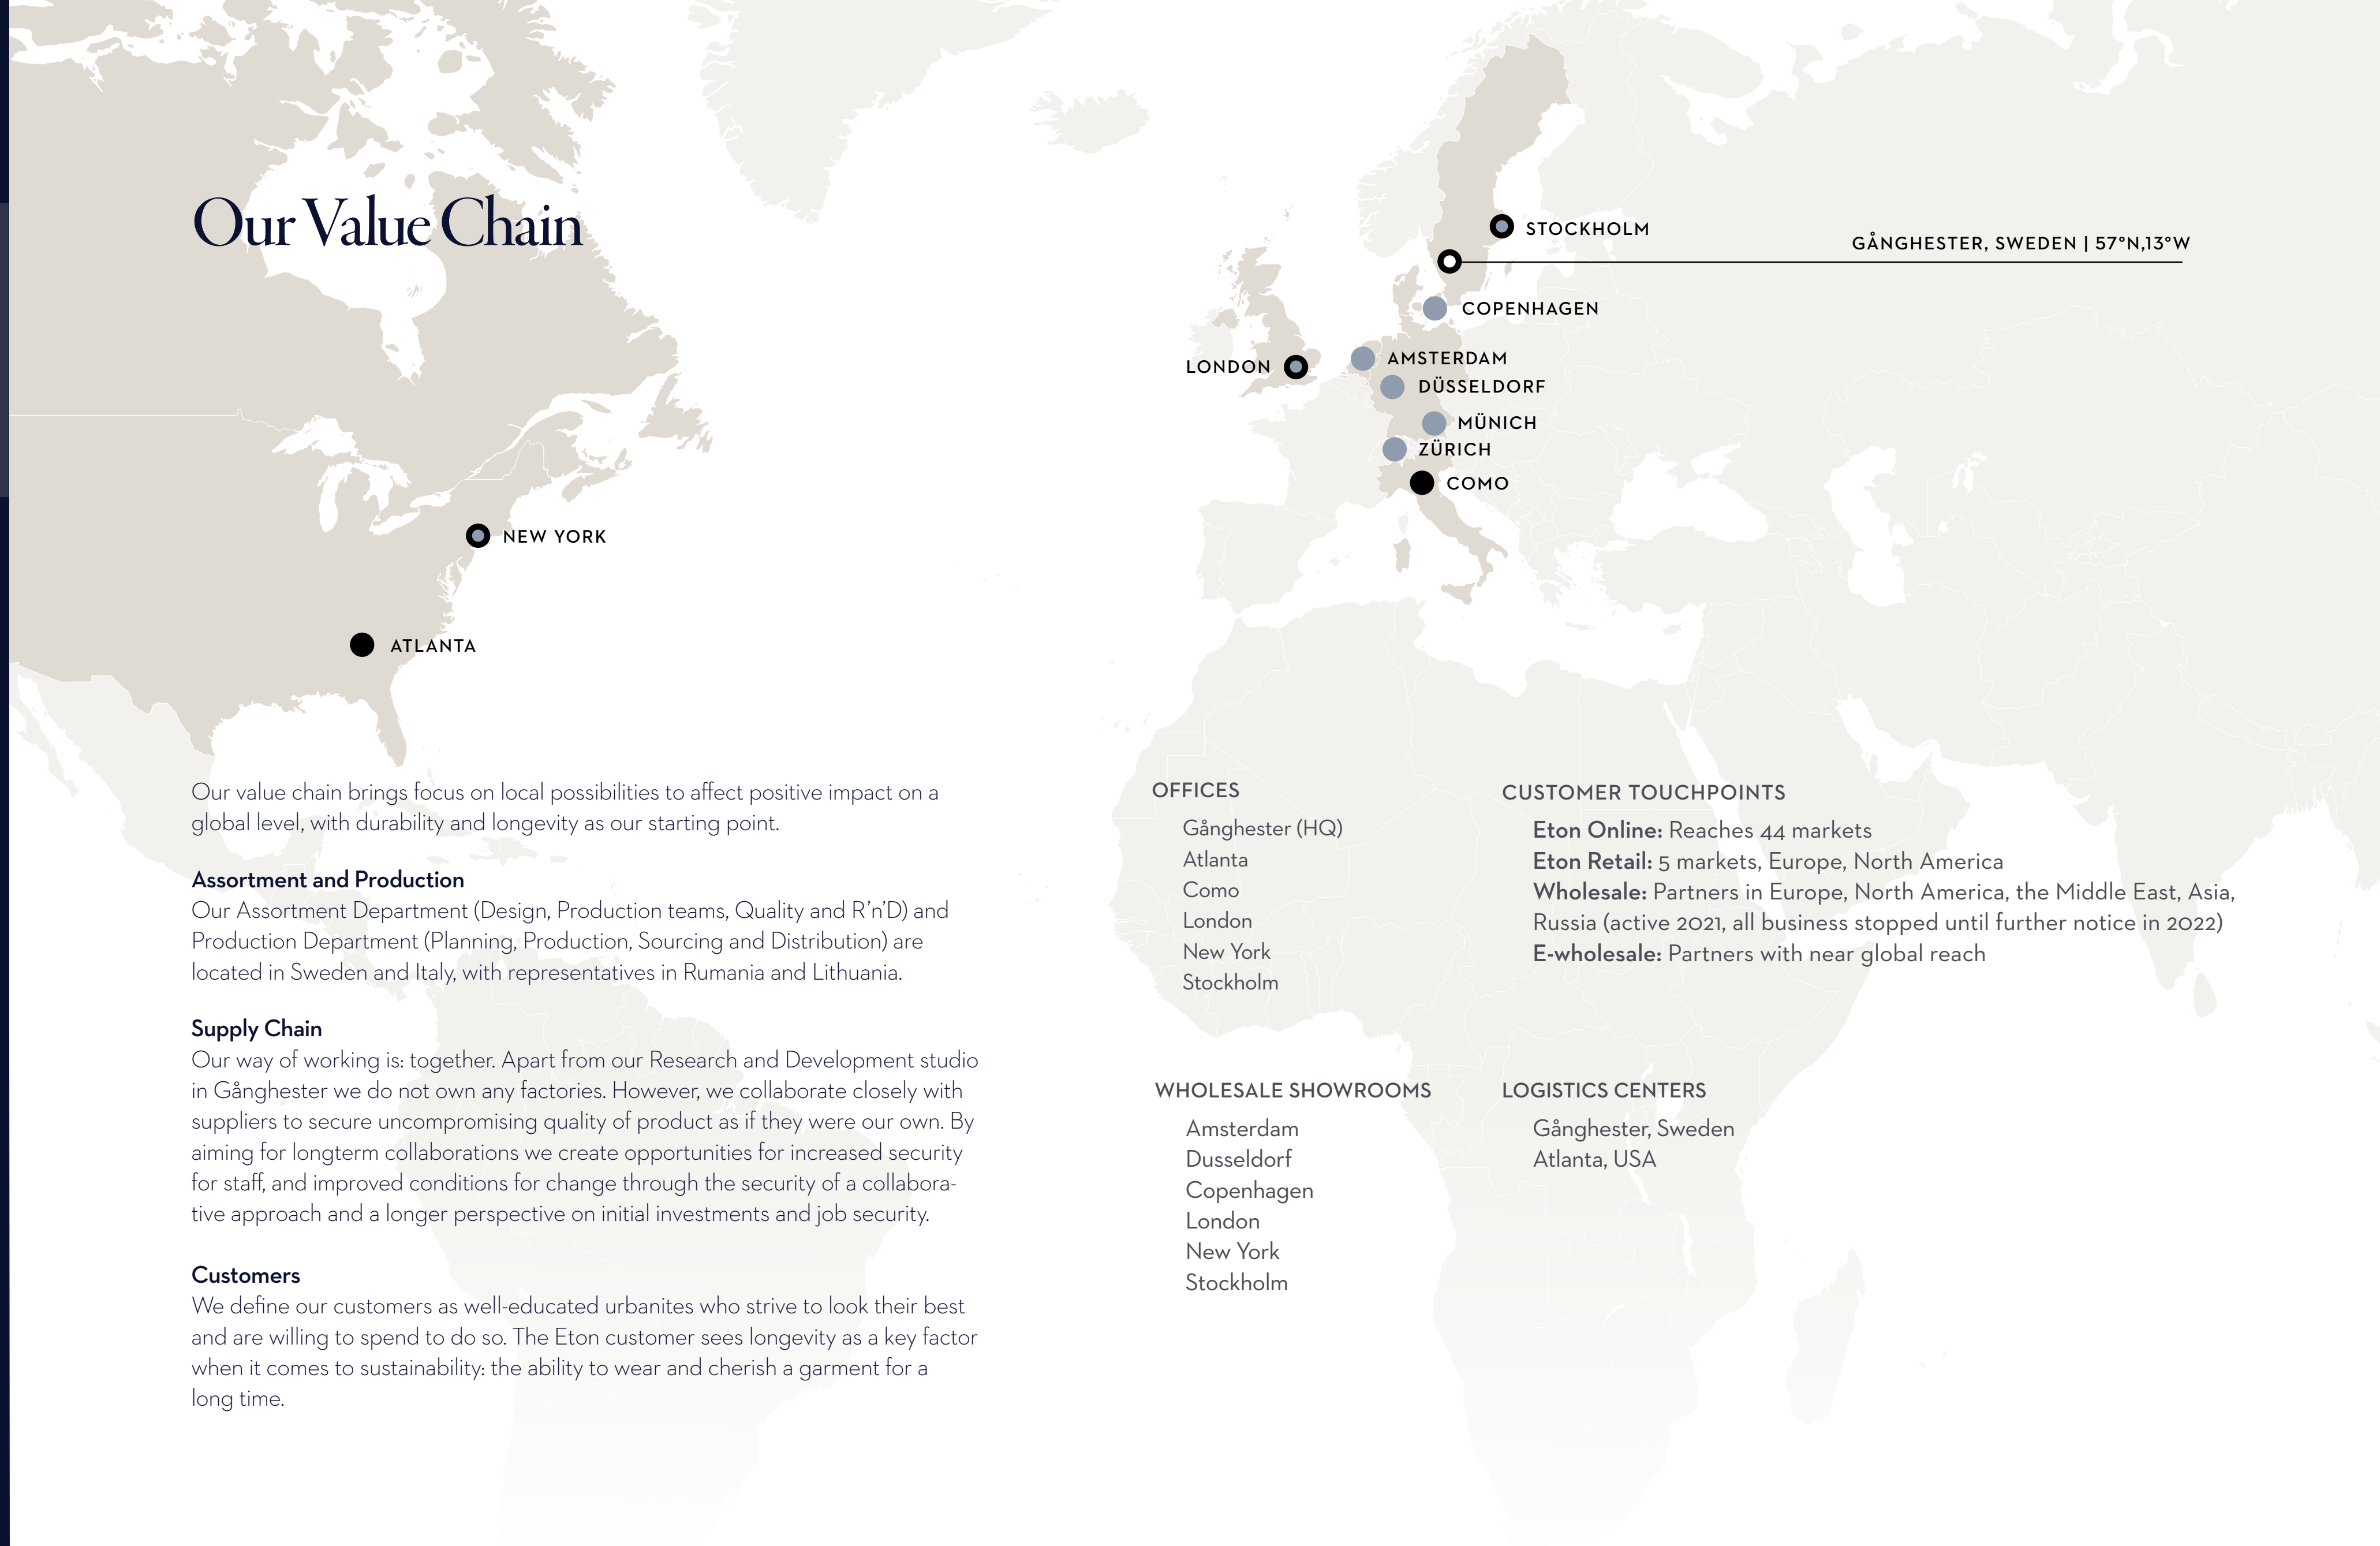 Our Value Chain
STOCKHOLM
GÅNGHESTER, SWEDEN | 57°N,13°W
COPENHAGEN
LONDON
AMSTERDAM
DÜSSELDORF
MÜNICH
ZÜRICH
COMO
NEW YORK
ATLANTA
Our value chain brings focus on local possibilities to affect positive impact on a
global level, with durability and longevity as our starting point.
Assortment and Production
Our Assortment Department (Design, Production teams, Quality and R’n’D) and
Production Department (Planning, Production, Sourcing and Distribution) are
located in Sweden and Italy, with representatives in Rumania and Lithuania.
Supply Chain
Our way of working is: together. Apart from our Research and Development studio
in Gånghester we do not own any factories. However, we collaborate closely with
suppliers to secure uncompromising quality of product as if they were our own. By
aiming for longterm collaborations we create opportunities for increased security
for staff, and improved conditions for change through the security of a collabora-
tive approach and a longer perspective on initial investments and job security.
Customers
We define our customers as well-educated urbanites who strive to look their best
and are willing to spend to do so. The Eton customer sees longevity as a key factor
when it comes to sustainability: the ability to wear and cherish a garment for a
long time.
OFFICES
Gånghester (HQ)
Atlanta
Como
London
New York
Stockholm
CUSTOMER TOUCHPOINTS
Eton Online: Reaches 44 markets
Eton Retail: 5 markets, Europe, North America
Wholesale: Partners in Europe, North America, the Middle East, Asia,
Russia (active 2021, all business stopped until further notice in 2022)
E-wholesale: Partners with near global reach
WHOLESALE SHOWROOMS
Amsterdam
Dusseldorf
Copenhagen
London
New York
Stockholm
LOGISTICS CENTERS
Gånghester, Sweden
Atlanta, USA